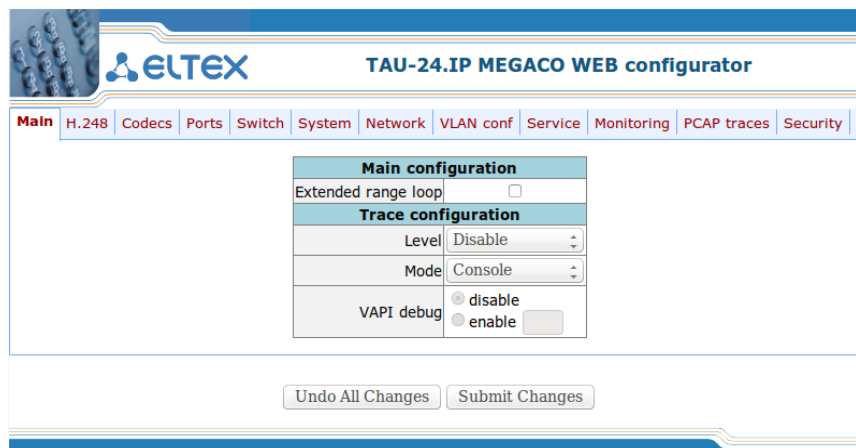 ELTEX
TAU-24.IP MEGACO WEB configurator
Main H.248 Codecs Ports Switch System Network VLAN conf Service Monitoring PCAP traces Security
Main configuration
Extended range loop
Trace configuration
Level Disable
Mode Console
VAPI debug disable
enable
Undo All Changes Submit Changes